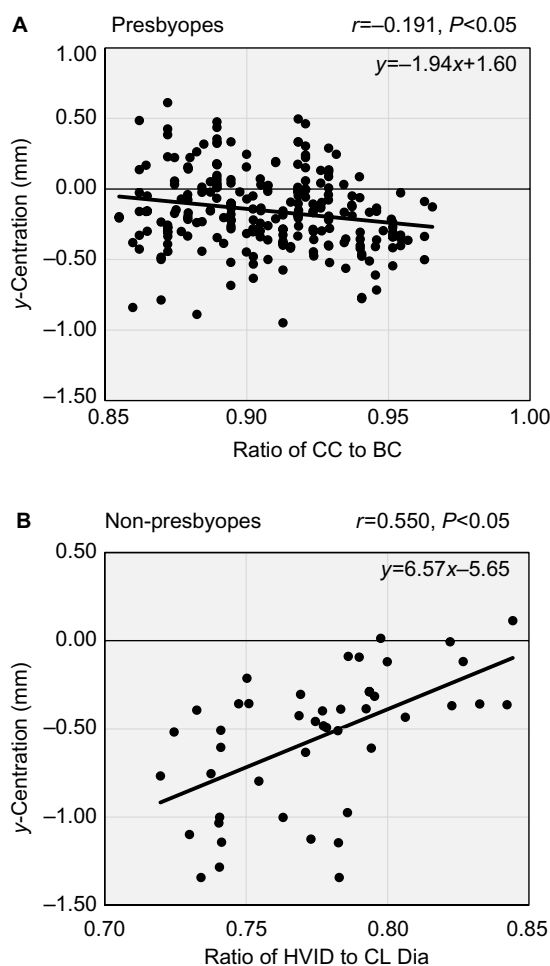 A Presbyopes r=–0.191, P<0.05
y=–1.94x+1.60
1.00
0.50
0.00
–0.50
–1.00
–1.50
y-Centration (mm)
0.85 0.90 0.95 1.00
Ratio of CC to BC
B Non-presbyopes r=0.550, P<0.05
y=6.57x–5.65
0.50
0.00
–0.50
–1.00
–1.50
y-Centration (mm)
0.70 0.75 0.80 0.85
Ratio of HVID to CL Dia